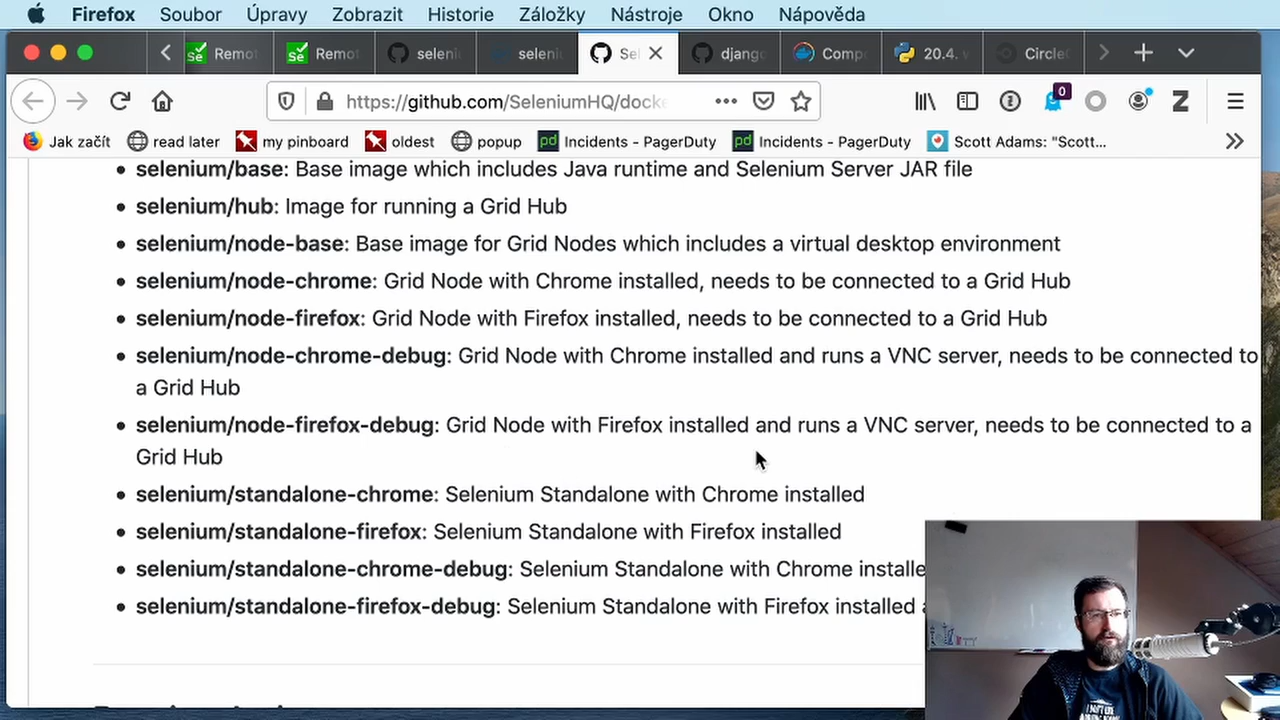 Firefox Soubor Úpravy Zobrazit Historie Záložky Nástroje Okno Nápověda
Remot Remot seleni seleni Sel djang Comp 20.4. v CircleC
https://github.com/SeleniumHQ/docke ••• 0
Jak začít read later my pinboard oldest popup pd Incidents - PagerDuty pd Incidents - PagerDuty Scott Adams: "Scott...
• selenium/base: Base image which includes Java runtime and Selenium Server JAR file
• selenium/hub: Image for running a Grid Hub
• selenium/node-base: Base image for Grid Nodes which includes a virtual desktop environment
• selenium/node-chrome: Grid Node with Chrome installed, needs to be connected to a Grid Hub
• selenium/node-firefox: Grid Node with Firefox installed, needs to be connected to a Grid Hub
• selenium/node-chrome-debug: Grid Node with Chrome installed and runs a VNC server, needs to be connected to
a Grid Hub
• selenium/node-firefox-debug: Grid Node with Firefox installed and runs a VNC server, needs to be connected to a
Grid Hub
• selenium/standalone-chrome: Selenium Standalone with Chrome installed
• selenium/standalone-firefox: Selenium Standalone with Firefox installed
• selenium/standalone-chrome-debug: Selenium Standalone with Chrome installe
• selenium/standalone-firefox-debug: Selenium Standalone with Firefox installed